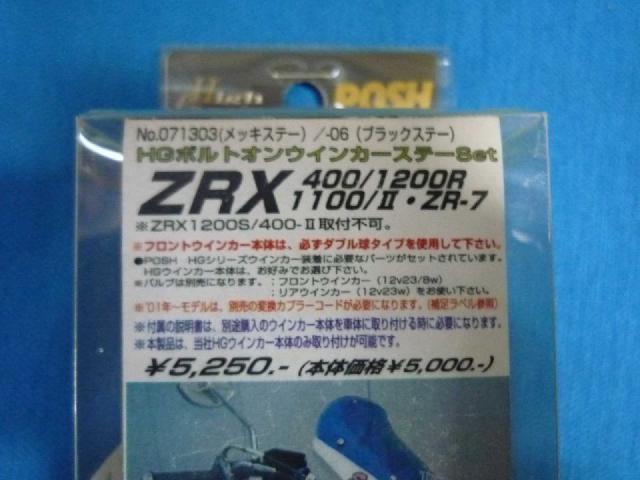 High
POSH
No.071303(メッキステー) ／-06 (ブラックステー)
HGボルトオンウインカーステーSet
ZRX 400/1200R
1100/Ⅱ・ZR-7
※ZRX1200S/400-Ⅱ取付不可。
※フロントウインカー本体は、必ずダブル球タイプを使用して下さい。
●POSH HGシリーズウインカー装着に必要なパーツがセットされています。
HGウインカー本体は、お好みでお選び下さい。
※バルブは別売になります。：フロントウインカー (12v23/8w)
：リアウインカー (12v23w) をお使い下さい。
※'01年～モデルは、別売の変換カプラーコードが必要になります。(補足ラベル参照)
※付属の説明書は、別途購入のウインカー本体を車体に取り付ける時に必要になります。
※本製品は、当社HGウインカー本体のみ取り付けが可能です。
￥5,250.- (本体価格￥5,000.-)